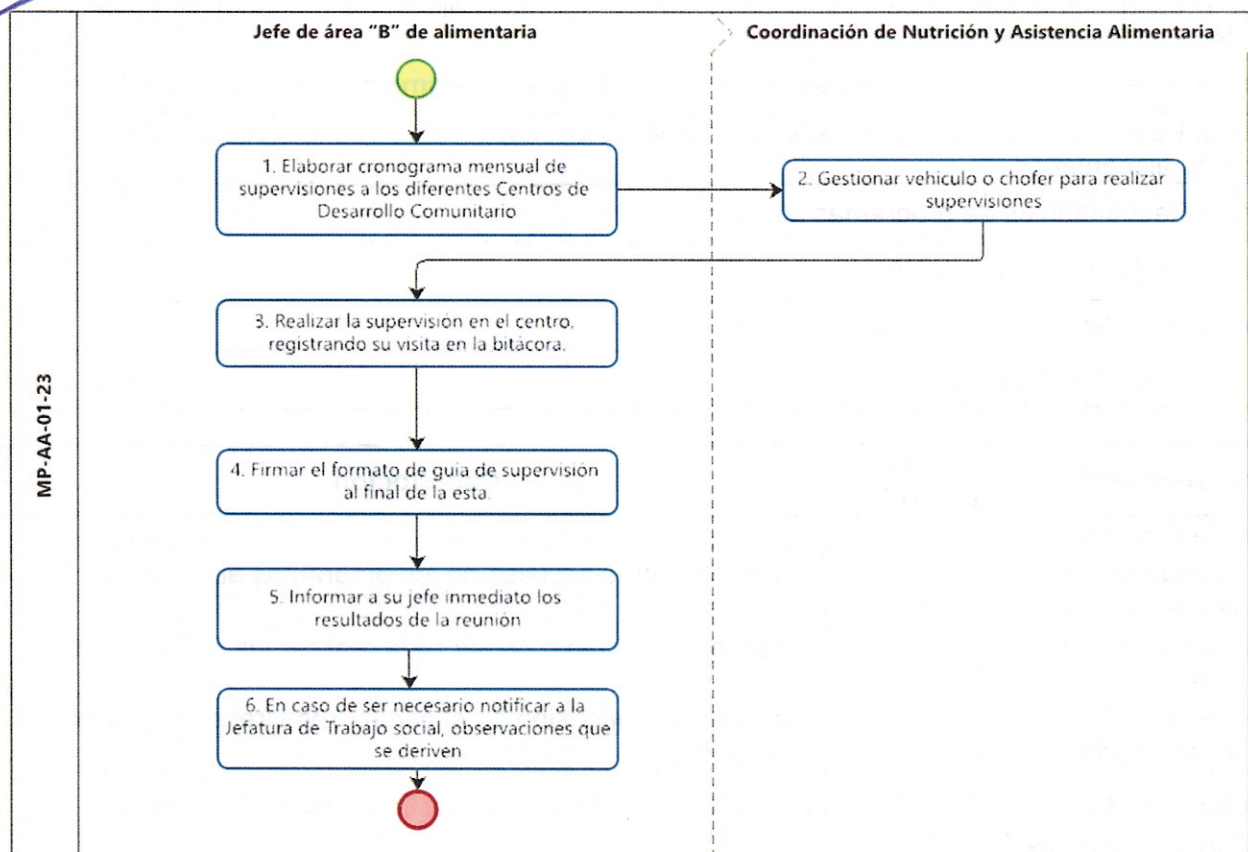 Jefe de área "B" de alimentaria
Coordinación de Nutrición y Asistencia Alimentaria
MP-AA-01-23
1. Elaborar cronograma mensual de
supervisiones a los diferentes Centros de
Desarrollo Comunitario
2. Gestionar vehículo o chofer para realizar
supervisiones
3. Realizar la supervisión en el centro,
registrando su visita en la bitácora.
4. Firmar el formato de guía de supervisión
al final de la esta.
5. Informar a su jefe inmediato los
resultados de la reunión
6. En caso de ser necesario notificar a la
Jefatura de Trabajo social, observaciones que
se deriven